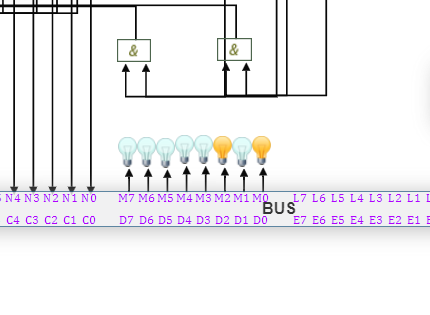 & &
N4 N3 N2 N1 N0 M7 M6 M5 M4 M3 M2 M1 M0 L7 L6 L5 L4 L3 L2 L1
BUS
C4 C3 C2 C1 C0 D7 D6 D5 D4 D3 D2 D1 D0 E7 E6 E5 E4 E3 E2 E1